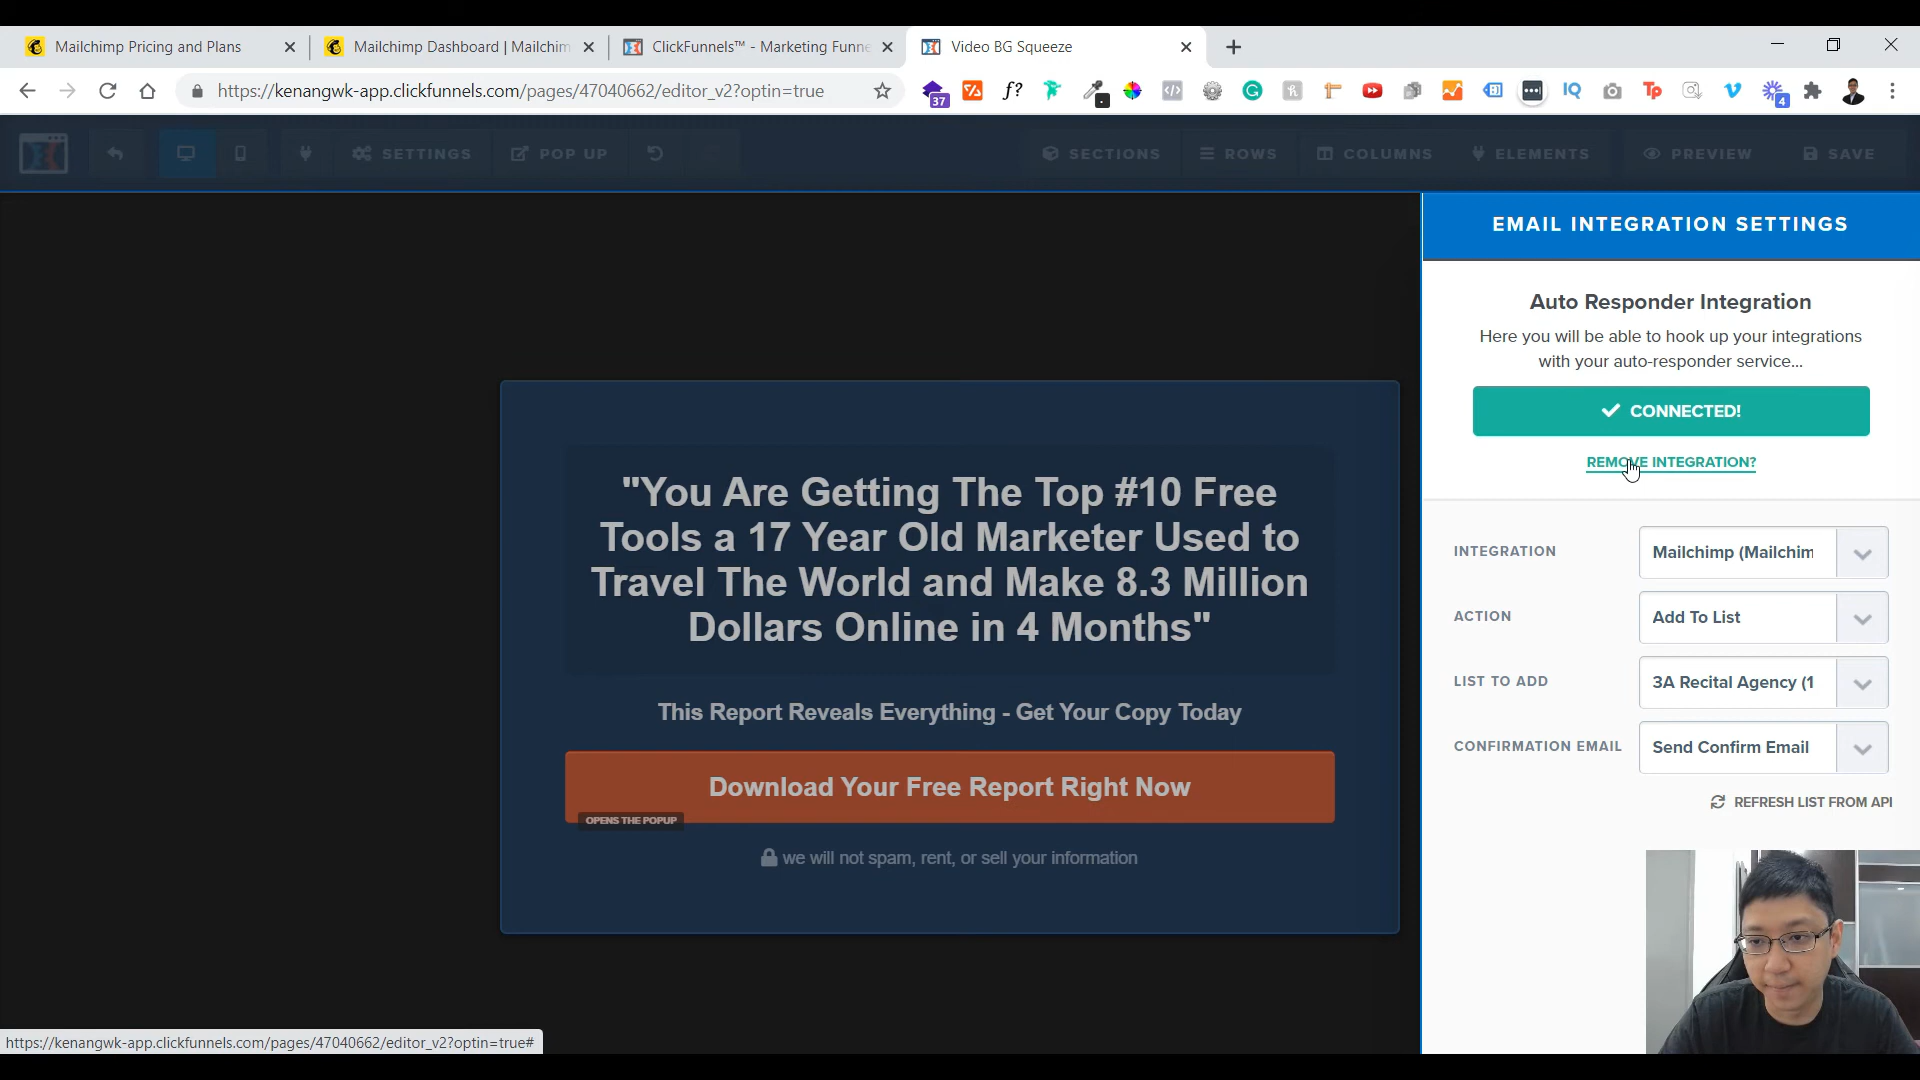 Mailchimp Pricing and Plans
Mailchimp Dashboard | Mailchim
ClickFunnels™ - Marketing Funne
Video BG Squeeze
https://kenangwk-app.clickfunnels.com/pages/47040662/editor_v2?optin=true
37
f?
IQ
Tp
4
SETTINGS
POP UP
SECTIONS
ROWS
COLUMNS
ELEMENTS
PREVIEW
SAVE
EMAIL INTEGRATION SETTINGS
Auto Responder Integration
Here you will be able to hook up your integrations
with your auto-responder service...
CONNECTED!
REMOVE INTEGRATION?
INTEGRATION
Mailchimp (Mailchim
ACTION
Add To List
LIST TO ADD
3A Recital Agency (1
CONFIRMATION EMAIL
Send Confirm Email
REFRESH LIST FROM API
"You Are Getting The Top #10 Free
Tools a 17 Year Old Marketer Used to
Travel The World and Make 8.3 Million
Dollars Online in 4 Months"
This Report Reveals Everything - Get Your Copy Today
Download Your Free Report Right Now
OPENS THE POPUP
we will not spam, rent, or sell your information
https://kenangwk-app.clickfunnels.com/pages/47040662/editor_v2?optin=true#